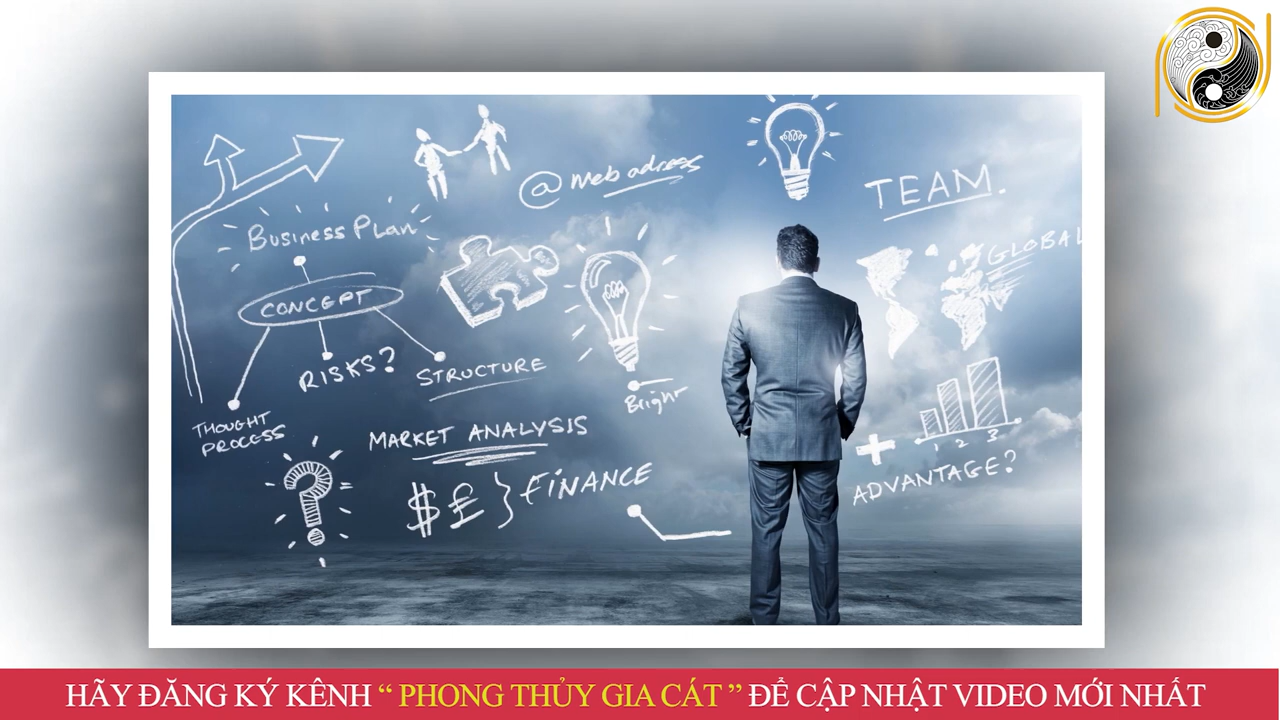 @ Web adress
TEAM.
Business Plan
GLOBAL
CONCEPT
RISKS?
STRUCTURE
Bright
THOUGHT
PROCESS
MARKET ANALYSIS
1 2 3
$ £ } FINANCE
+
ADVANTAGE?
HÃY ĐĂNG KÝ KÊNH “ PHONG THỦY GIA CÁT ” ĐỂ CẬP NHẬT VIDEO MỚI NHẤT